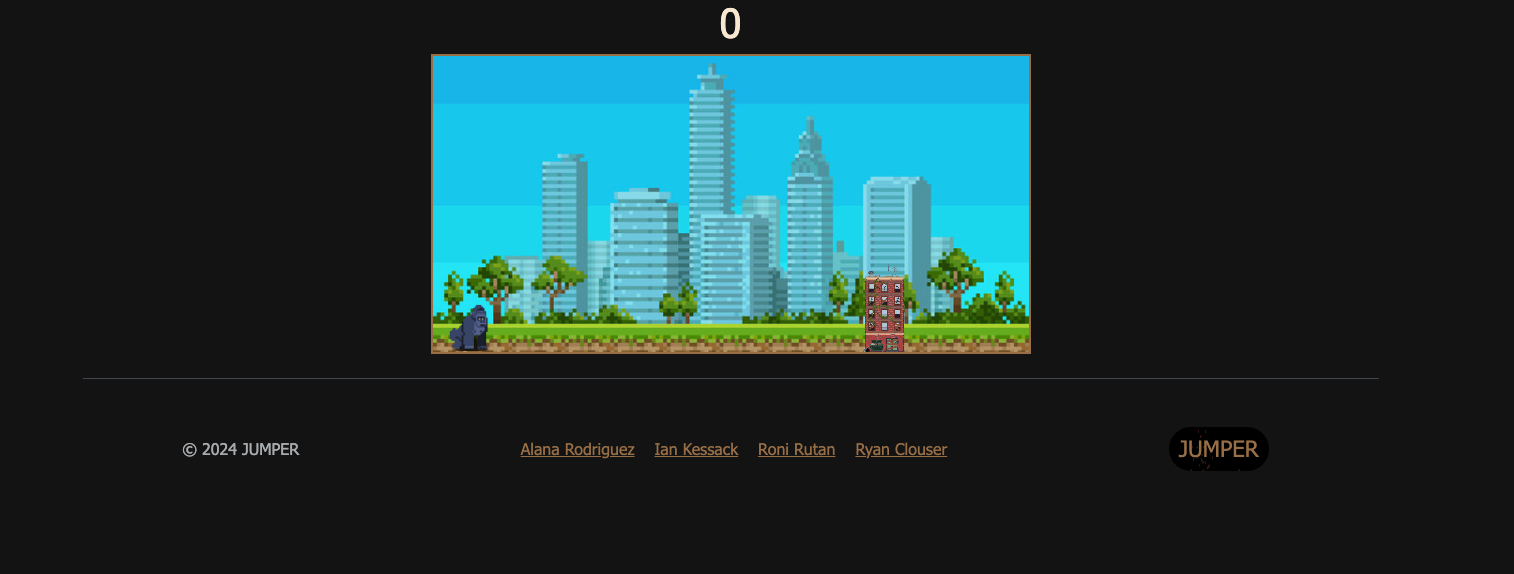 0
© 2024 JUMPER
Alana Rodriguez Ian Kessack Roni Rutan Ryan Clouser
JUMPER